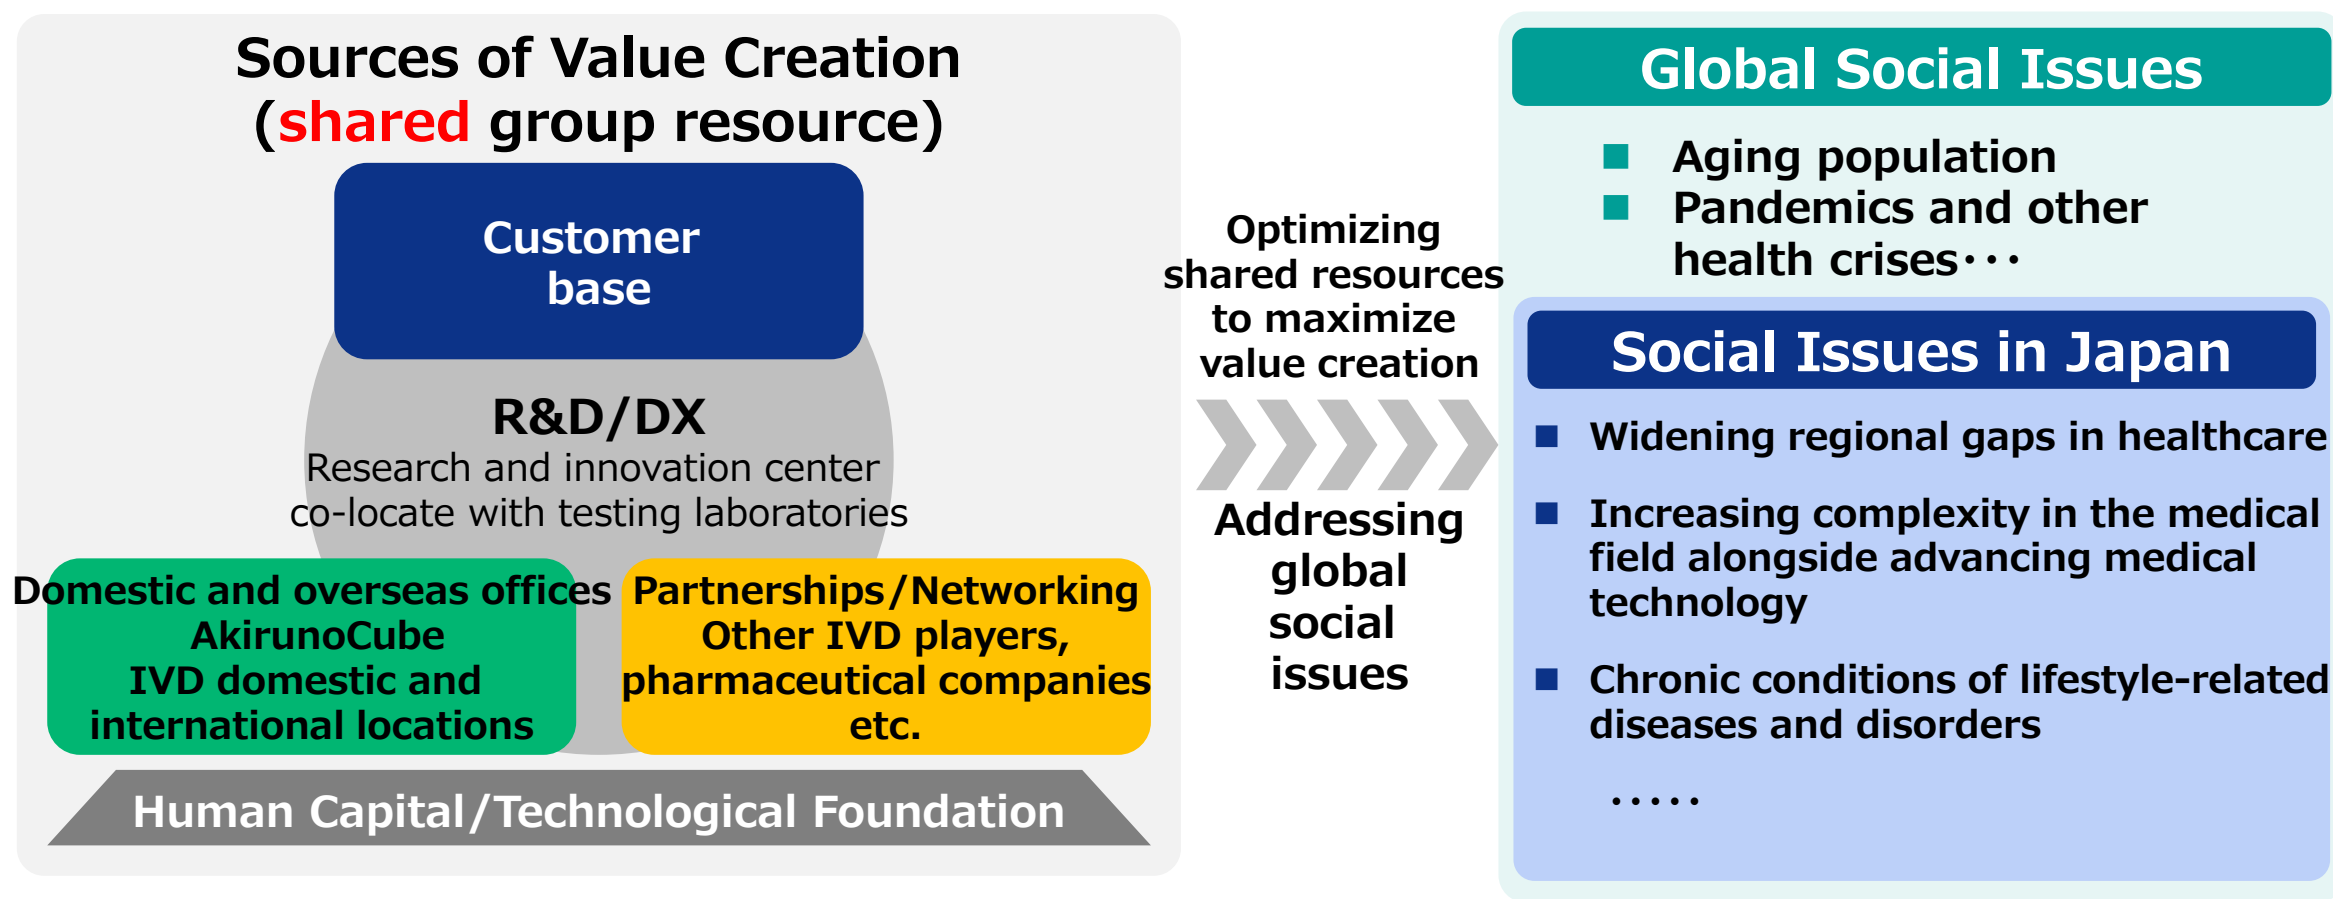 Sources of Value Creation
(shared group resource)
Customer
base
R&D/DX
Research and innovation center
co-locate with testing laboratories
Domestic and overseas offices
AkirunoCube
IVD domestic and
international locations
Partnerships/Networking
Other IVD players,
pharmaceutical companies
etc.
Human Capital/Technological Foundation
Optimizing
shared resources
to maximize
value creation
Addressing
global
social
issues
Global Social Issues
■ Aging population
■ Pandemics and other
health crises･･･
Social Issues in Japan
■ Widening regional gaps in healthcare
■ Increasing complexity in the medical
field alongside advancing medical
technology
■ Chronic conditions of lifestyle-related
diseases and disorders
･････